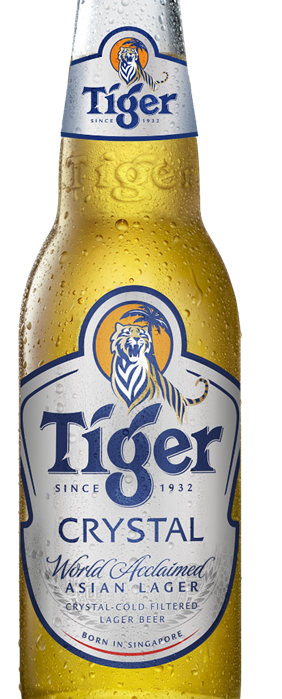 Tiger
SINCE 1932
Tiger
Tiger
SINCE 1932
CRYSTAL
World Acclaimed
ASIAN LAGER
CRYSTAL-COLD FILTERED
LAGER BEER
BORN IN SINGAPORE